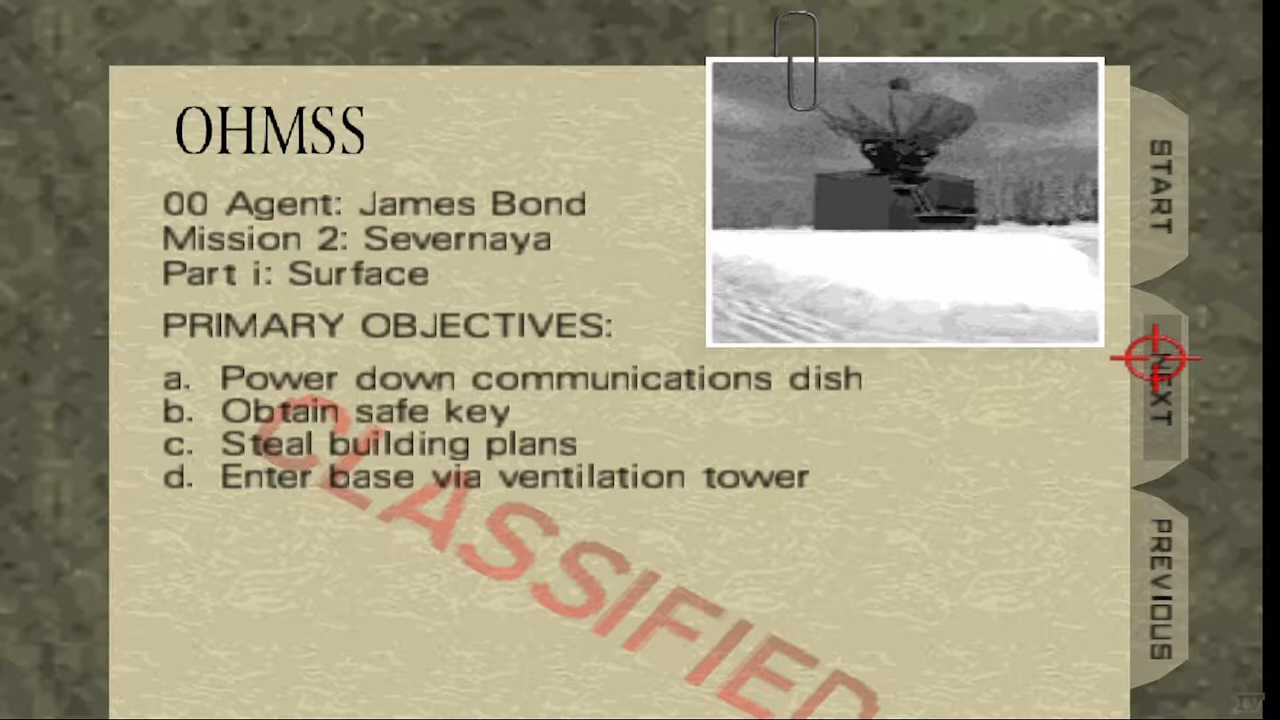 OHMSS
00 Agent: James Bond
Mission 2: Severnaya
Part i: Surface
PRIMARY OBJECTIVES:
a. Power down communications dish
b. Obtain safe key
c. Steal building plans
d. Enter base via ventilation tower
CLASSIFIED
START
NEXT
PREVIOUS